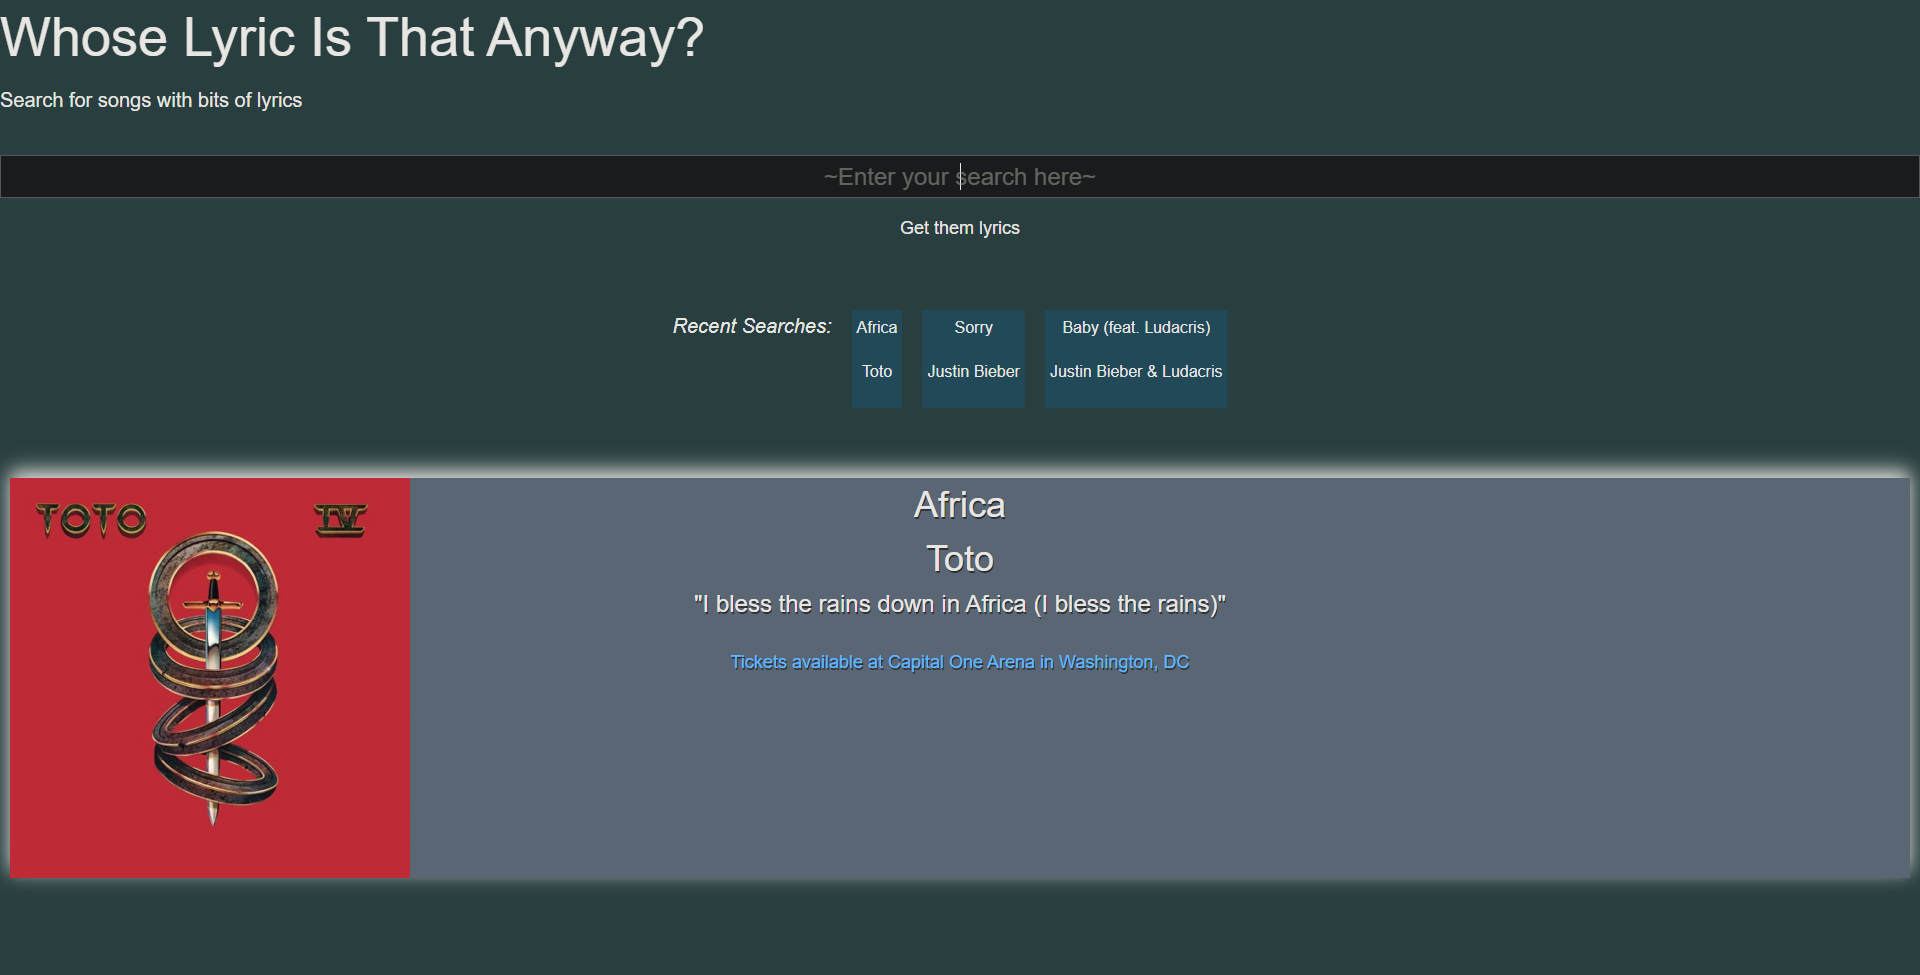 Whose Lyric Is That Anyway?
Search for songs with bits of lyrics
~Enter your search here~
Get them lyrics
Recent Searches:
Africa
Toto
Sorry
Justin Bieber
Baby (feat. Ludacris)
Justin Bieber & Ludacris
TOTO IV
Africa
Toto
"I bless the rains down in Africa (I bless the rains)"
Tickets available at Capital One Arena in Washington, DC